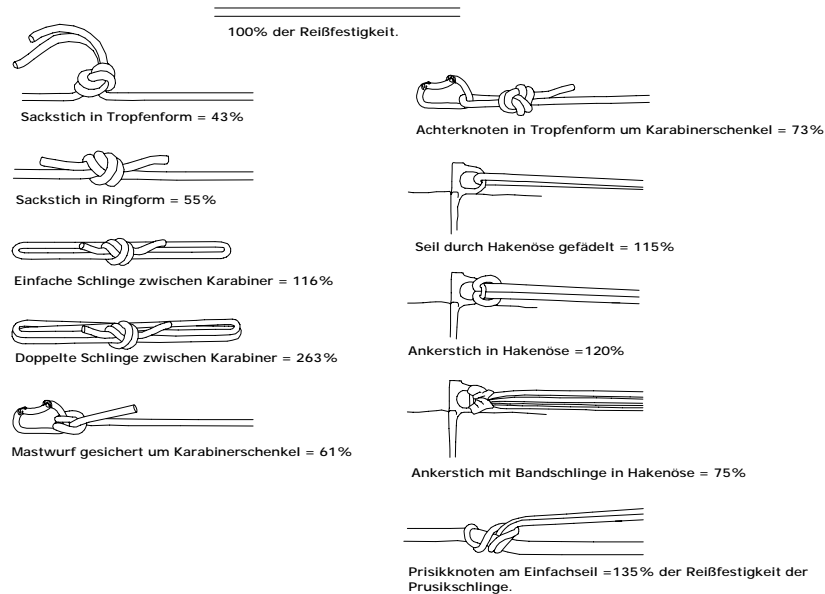 100% der Reißfestigkeit.
Sackstich in Tropfenform = 43%
Sackstich in Ringform = 55%
Einfache Schlinge zwischen Karabiner = 116%
Doppelte Schlinge zwischen Karabiner = 263%
Mastwurf gesichert um Karabinerschenkel = 61%
Achterknoten in Tropfenform um Karabinerschenkel = 73%
Seil durch Hakenöse gefädelt = 115%
Ankerstich in Hakenöse =120%
Ankerstich mit Bandschlinge in Hakenöse = 75%
Prisikknoten am Einfachseil =135% der Reißfestigkeit der
Prusikschlinge.